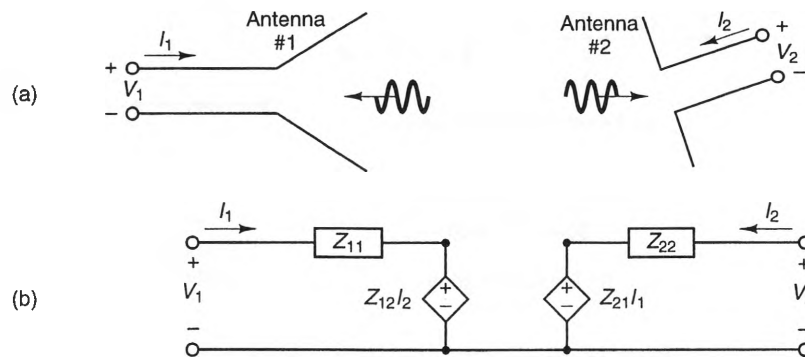 Antenna
#1
I1
+
V1
−
(a)
Antenna
#2
I2
+
V2
−
I1
I2
Z11
Z22
+
V1
−
Z12I2
+
−
Z21I1
+
−
+
V
−
(b)